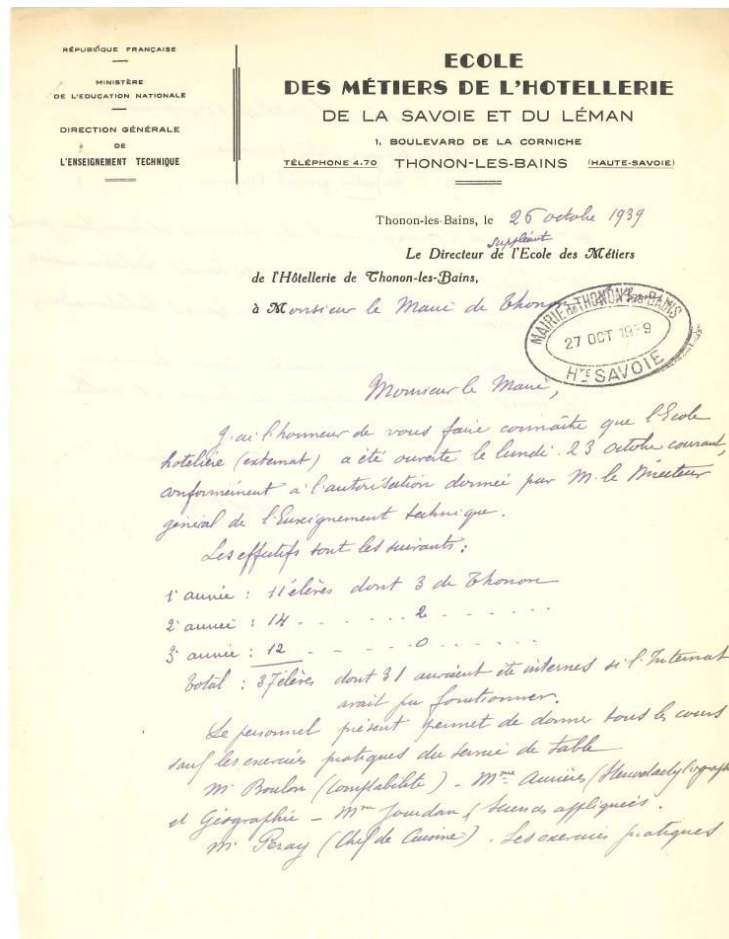 RÉPUBLIQUE FRANÇAISE
MINISTÈRE
DE L'EDUCATION NATIONALE
DIRECTION GÉNÉRALE
DE
L'ENSEIGNEMENT TECHNIQUE
ECOLE
DES MÉTIERS DE L'HOTELLERIE
DE LA SAVOIE ET DU LÉMAN
1, BOULEVARD DE LA CORNICHE
TÉLÉPHONE 4.70 THONON-LES-BAINS (HAUTE-SAVOIE)
Thonon-les-Bains, le 26 octobre 1939
suppléant
Le Directeur de l'Ecole des Métiers
de l'Hôtellerie de Thonon-les-Bains,
à Monsieur le Maire de Thonon les Bains
MAIRIE de THONON-les-BAINS
27 OCT 1939
Hte SAVOIE
Monsieur le Maire,
J'ai l'honneur de vous faire connaître que l'Ecole
hotelière (externat) a été ouverte le lundi 23 octobre courant,
conformément à l'autorisation donnée par M. le Directeur
général de l'Enseignement technique.
Les effectifs sont les suivants :
1e année : 11 élèves dont 3 de Thonon
2e année : 14 - - - - - 2 - - - - -
3e année : 12 - - - - - 0 - - - - -
Total : 37 élèves dont 31 auraient été internes si l'Internat
avait pu fonctionner.
Le personnel présent permet de donner tous les cours
sauf les exercices pratiques du service de table
Mr Boulon (Comptabilité) - Mme (Stenodactylographie
et Géographie - Mme Jourdan (Sciences appliquées.
Mr Peray (Chef de Cuisine). Les exercices pratiques